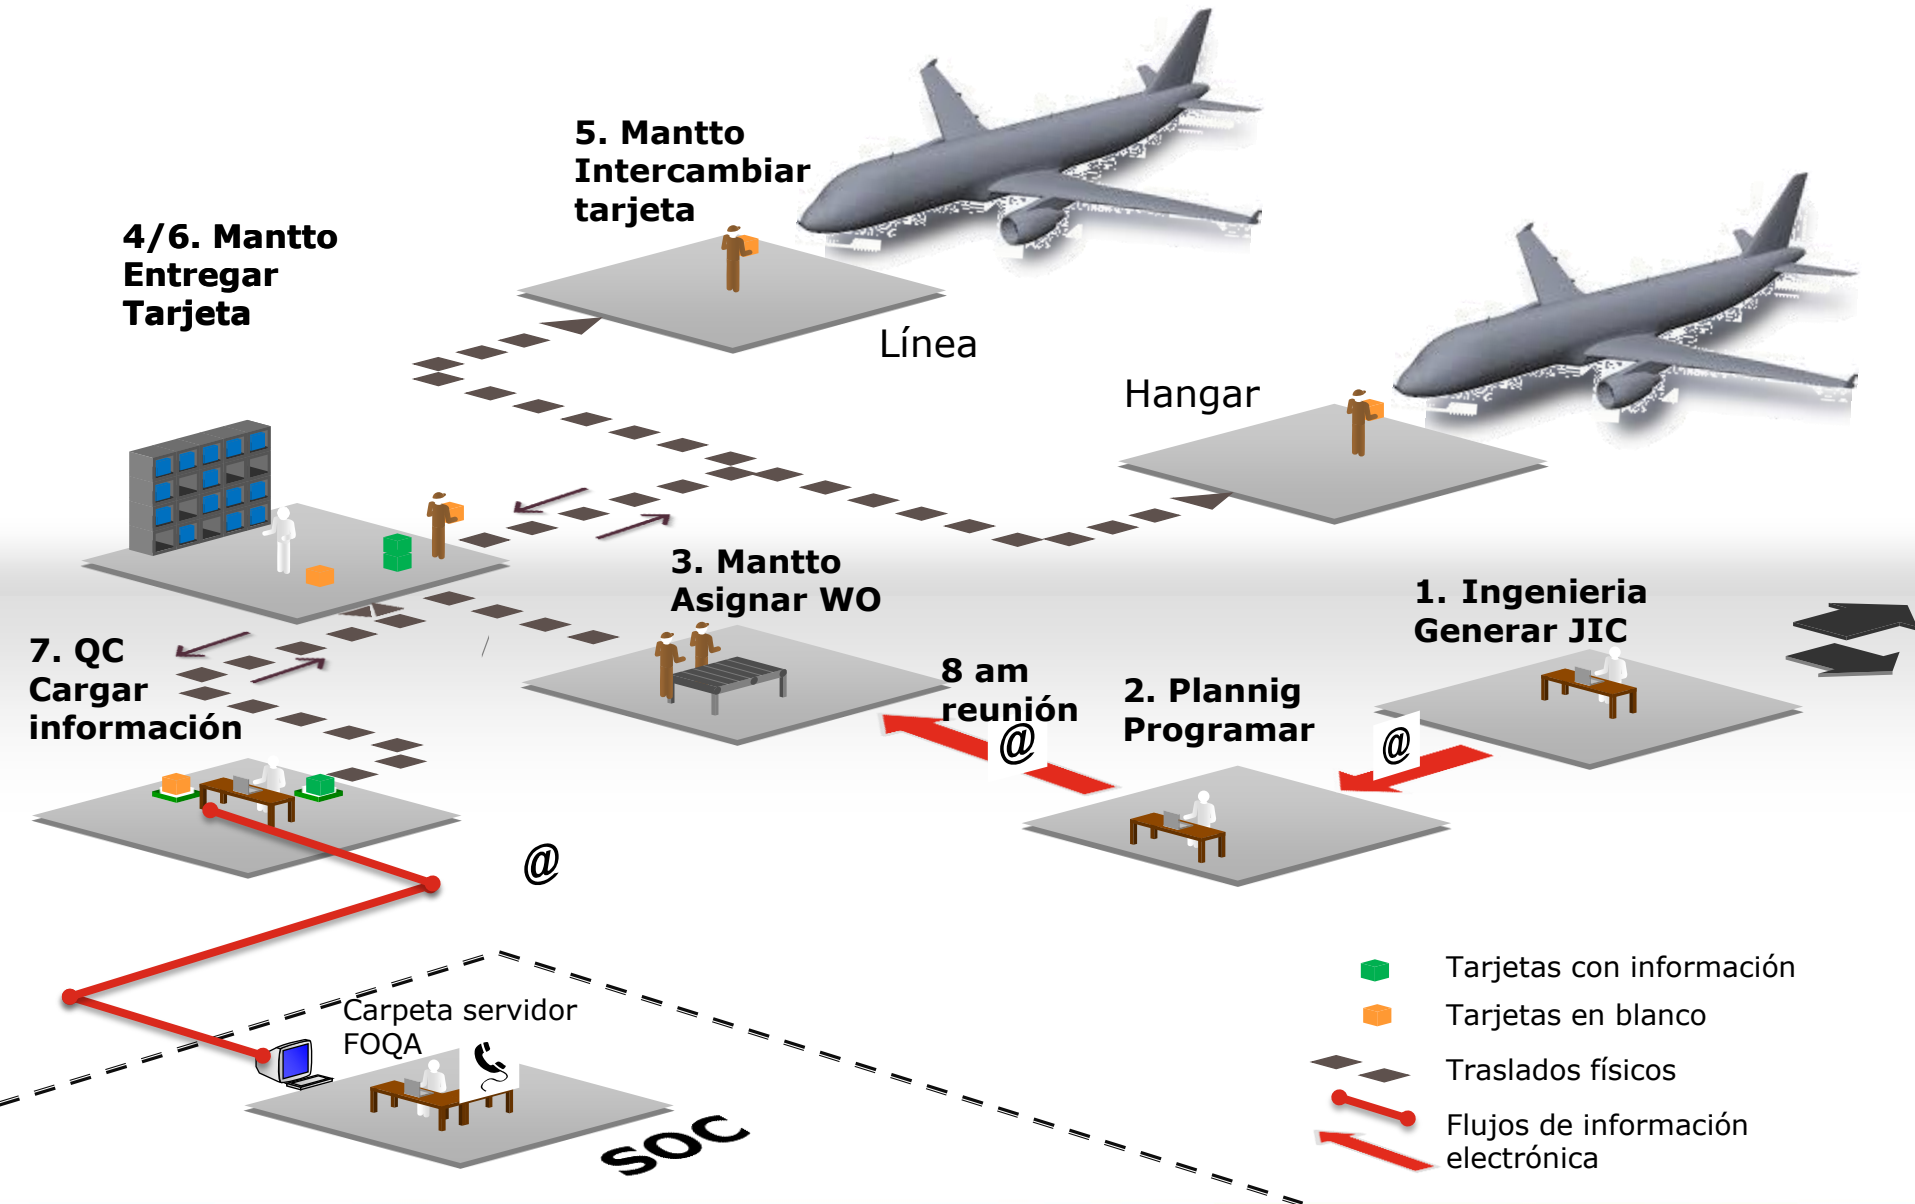 5. Mantto
Intercambiar
tarjeta
4/6. Mantto
Entregar
Tarjeta
Línea
Hangar
3. Mantto
Asignar WO
1. Ingenieria
Generar JIC
7. QC
Cargar
información
8 am
reunión
@
2. Plannig
Programar
@
@
Carpeta servidor
FOQA
SOC
Tarjetas con información
Tarjetas en blanco
Traslados físicos
Flujos de información
electrónica